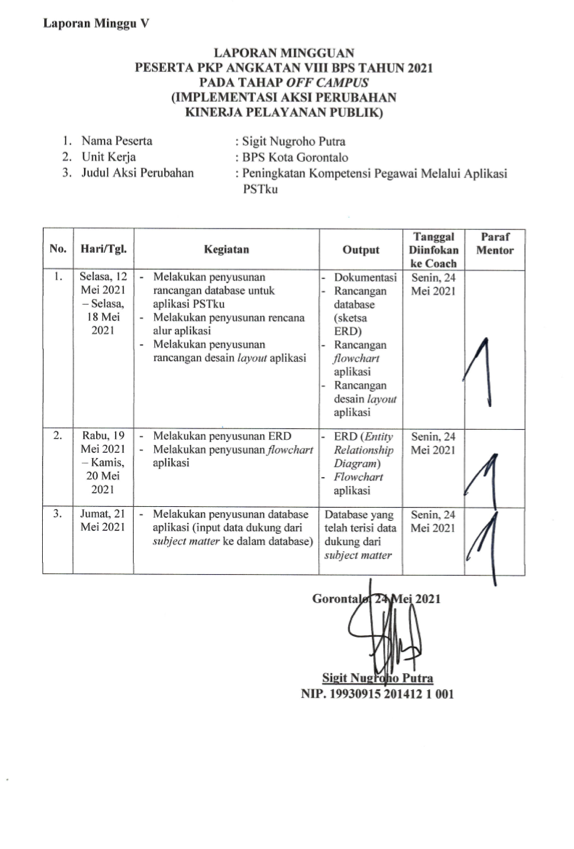 Laporan Minggu V
LAPORAN MINGGUAN
PESERTA PKP ANGKATAN VIII BPS TAHUN 2021
PADA TAHAP OFF CAMPUS
(IMPLEMENTASI AKSI PERUBAHAN
KINERJA PELAYANAN PUBLIK)
1. Nama Peserta : Sigit Nugroho Putra
2. Unit Kerja : BPS Kota Gorontalo
3. Judul Aksi Perubahan : Peningkatan Kompetensi Pegawai Melalui Aplikasi
PSTku
No. Hari/Tgl. Kegiatan Output Tanggal Diinfokan ke Coach Paraf Mentor
1. Selasa, 12
Mei 2021
– Selasa,
18 Mei
2021
- Melakukan penyusunan
rancangan database untuk
aplikasi PSTku
- Melakukan penyusunan rencana
alur aplikasi
- Melakukan penyusunan
rancangan desain layout aplikasi
- Dokumentasi
- Rancangan
database
(sketsa
ERD)
- Rancangan
flowchart
aplikasi
- Rancangan
desain layout
aplikasi
Senin, 24
Mei 2021
2. Rabu, 19
Mei 2021
– Kamis,
20 Mei
2021
- Melakukan penyusunan ERD
- Melakukan penyusunan flowchart
aplikasi
- ERD (Entity
Relationship
Diagram)
- Flowchart
aplikasi
Senin, 24
Mei 2021
3. Jumat, 21
Mei 2021
- Melakukan penyusunan database
aplikasi (input data dukung dari
subject matter ke dalam database)
Database yang
telah terisi data
dukung dari
subject matter
Senin, 24
Mei 2021
Gorontalo, 24 Mei 2021
Sigit Nugroho Putra
NIP. 19930915 201412 1 001